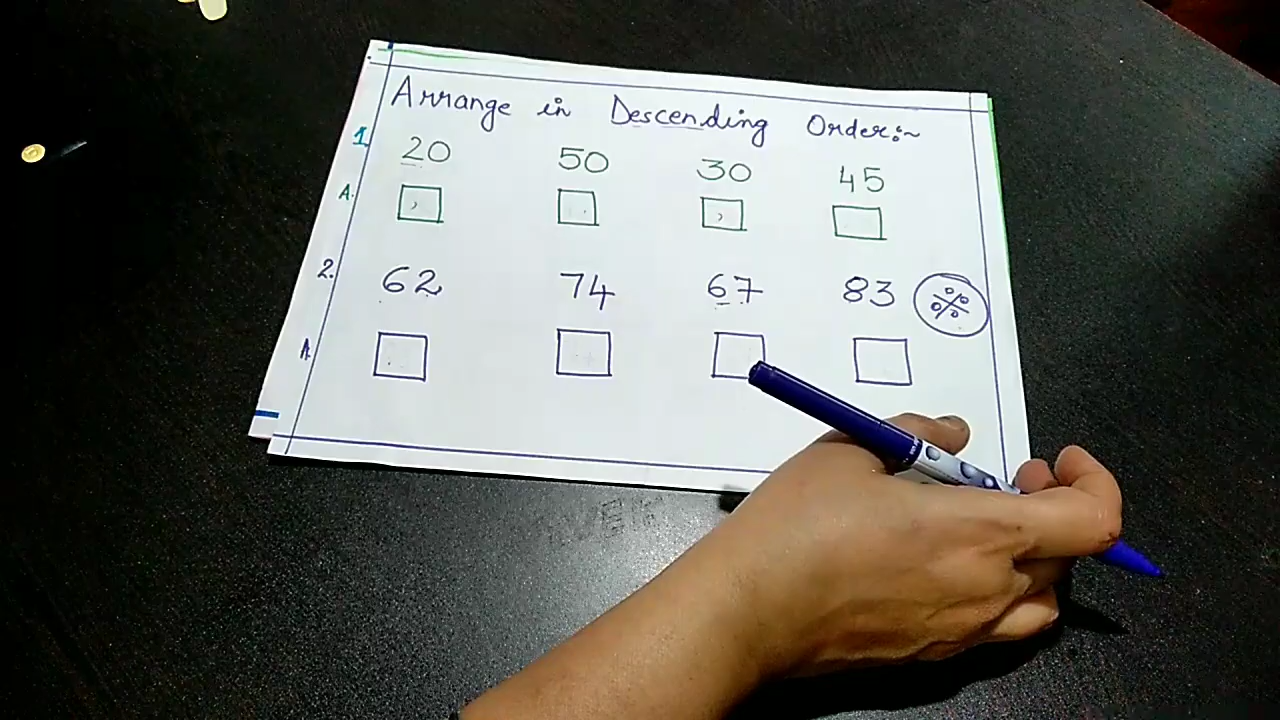 Arrange in Descending Order:~
1. 20 50 30 45
A.
2. 62 74 67 83
A.